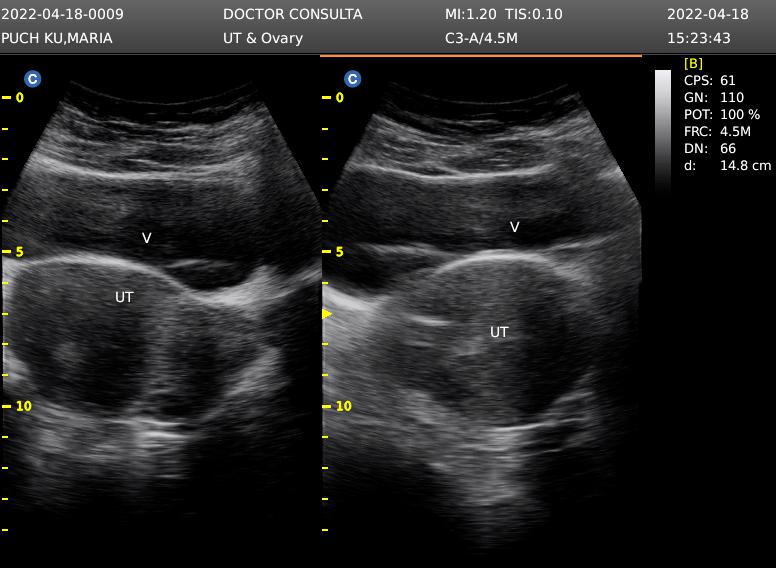 2022-04-18-0009 DOCTOR CONSULTA MI:1.20 TIS:0.10 2022-04-18
PUCH KU,MARIA UT & Ovary C3-A/4.5M 15:23:43
[B]
CPS: 61
GN: 110
POT: 100 %
FRC: 4.5M
DN: 66
d: 14.8 cm
C
C
0
0
V
V
5
5
UT
UT
10
10